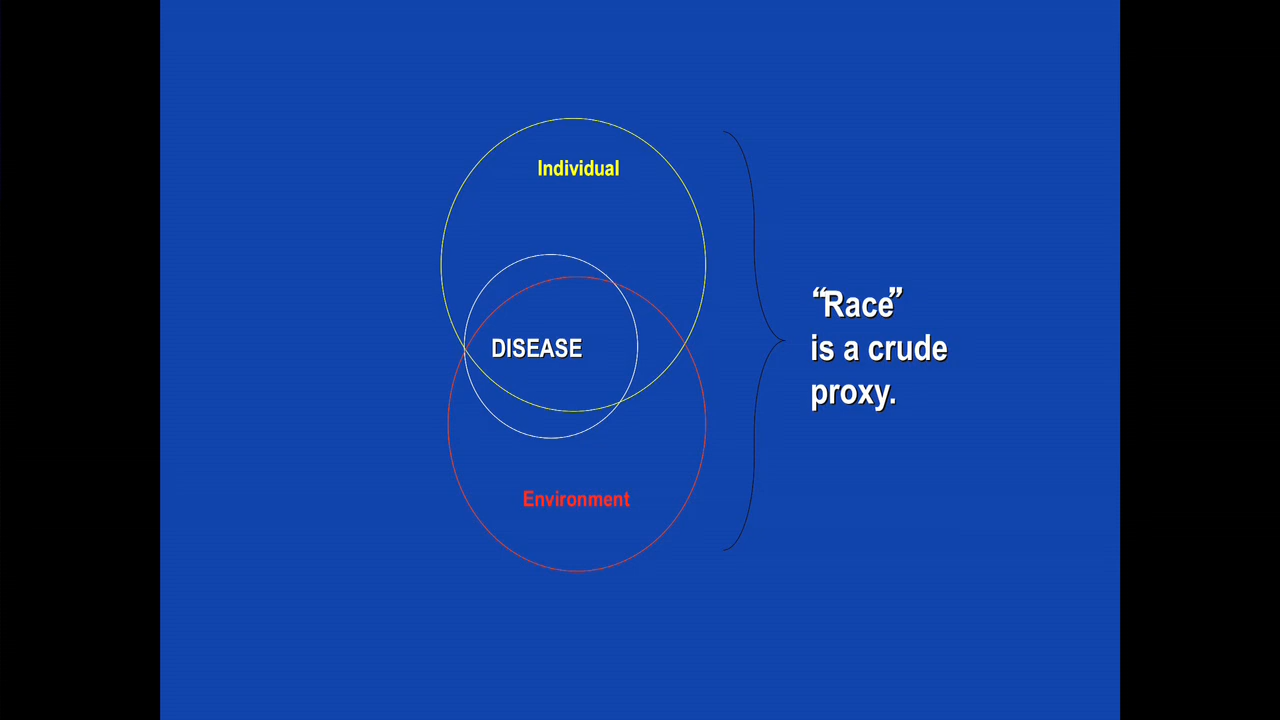 Individual
DISEASE
Environment
“Race”
is a crude
proxy.